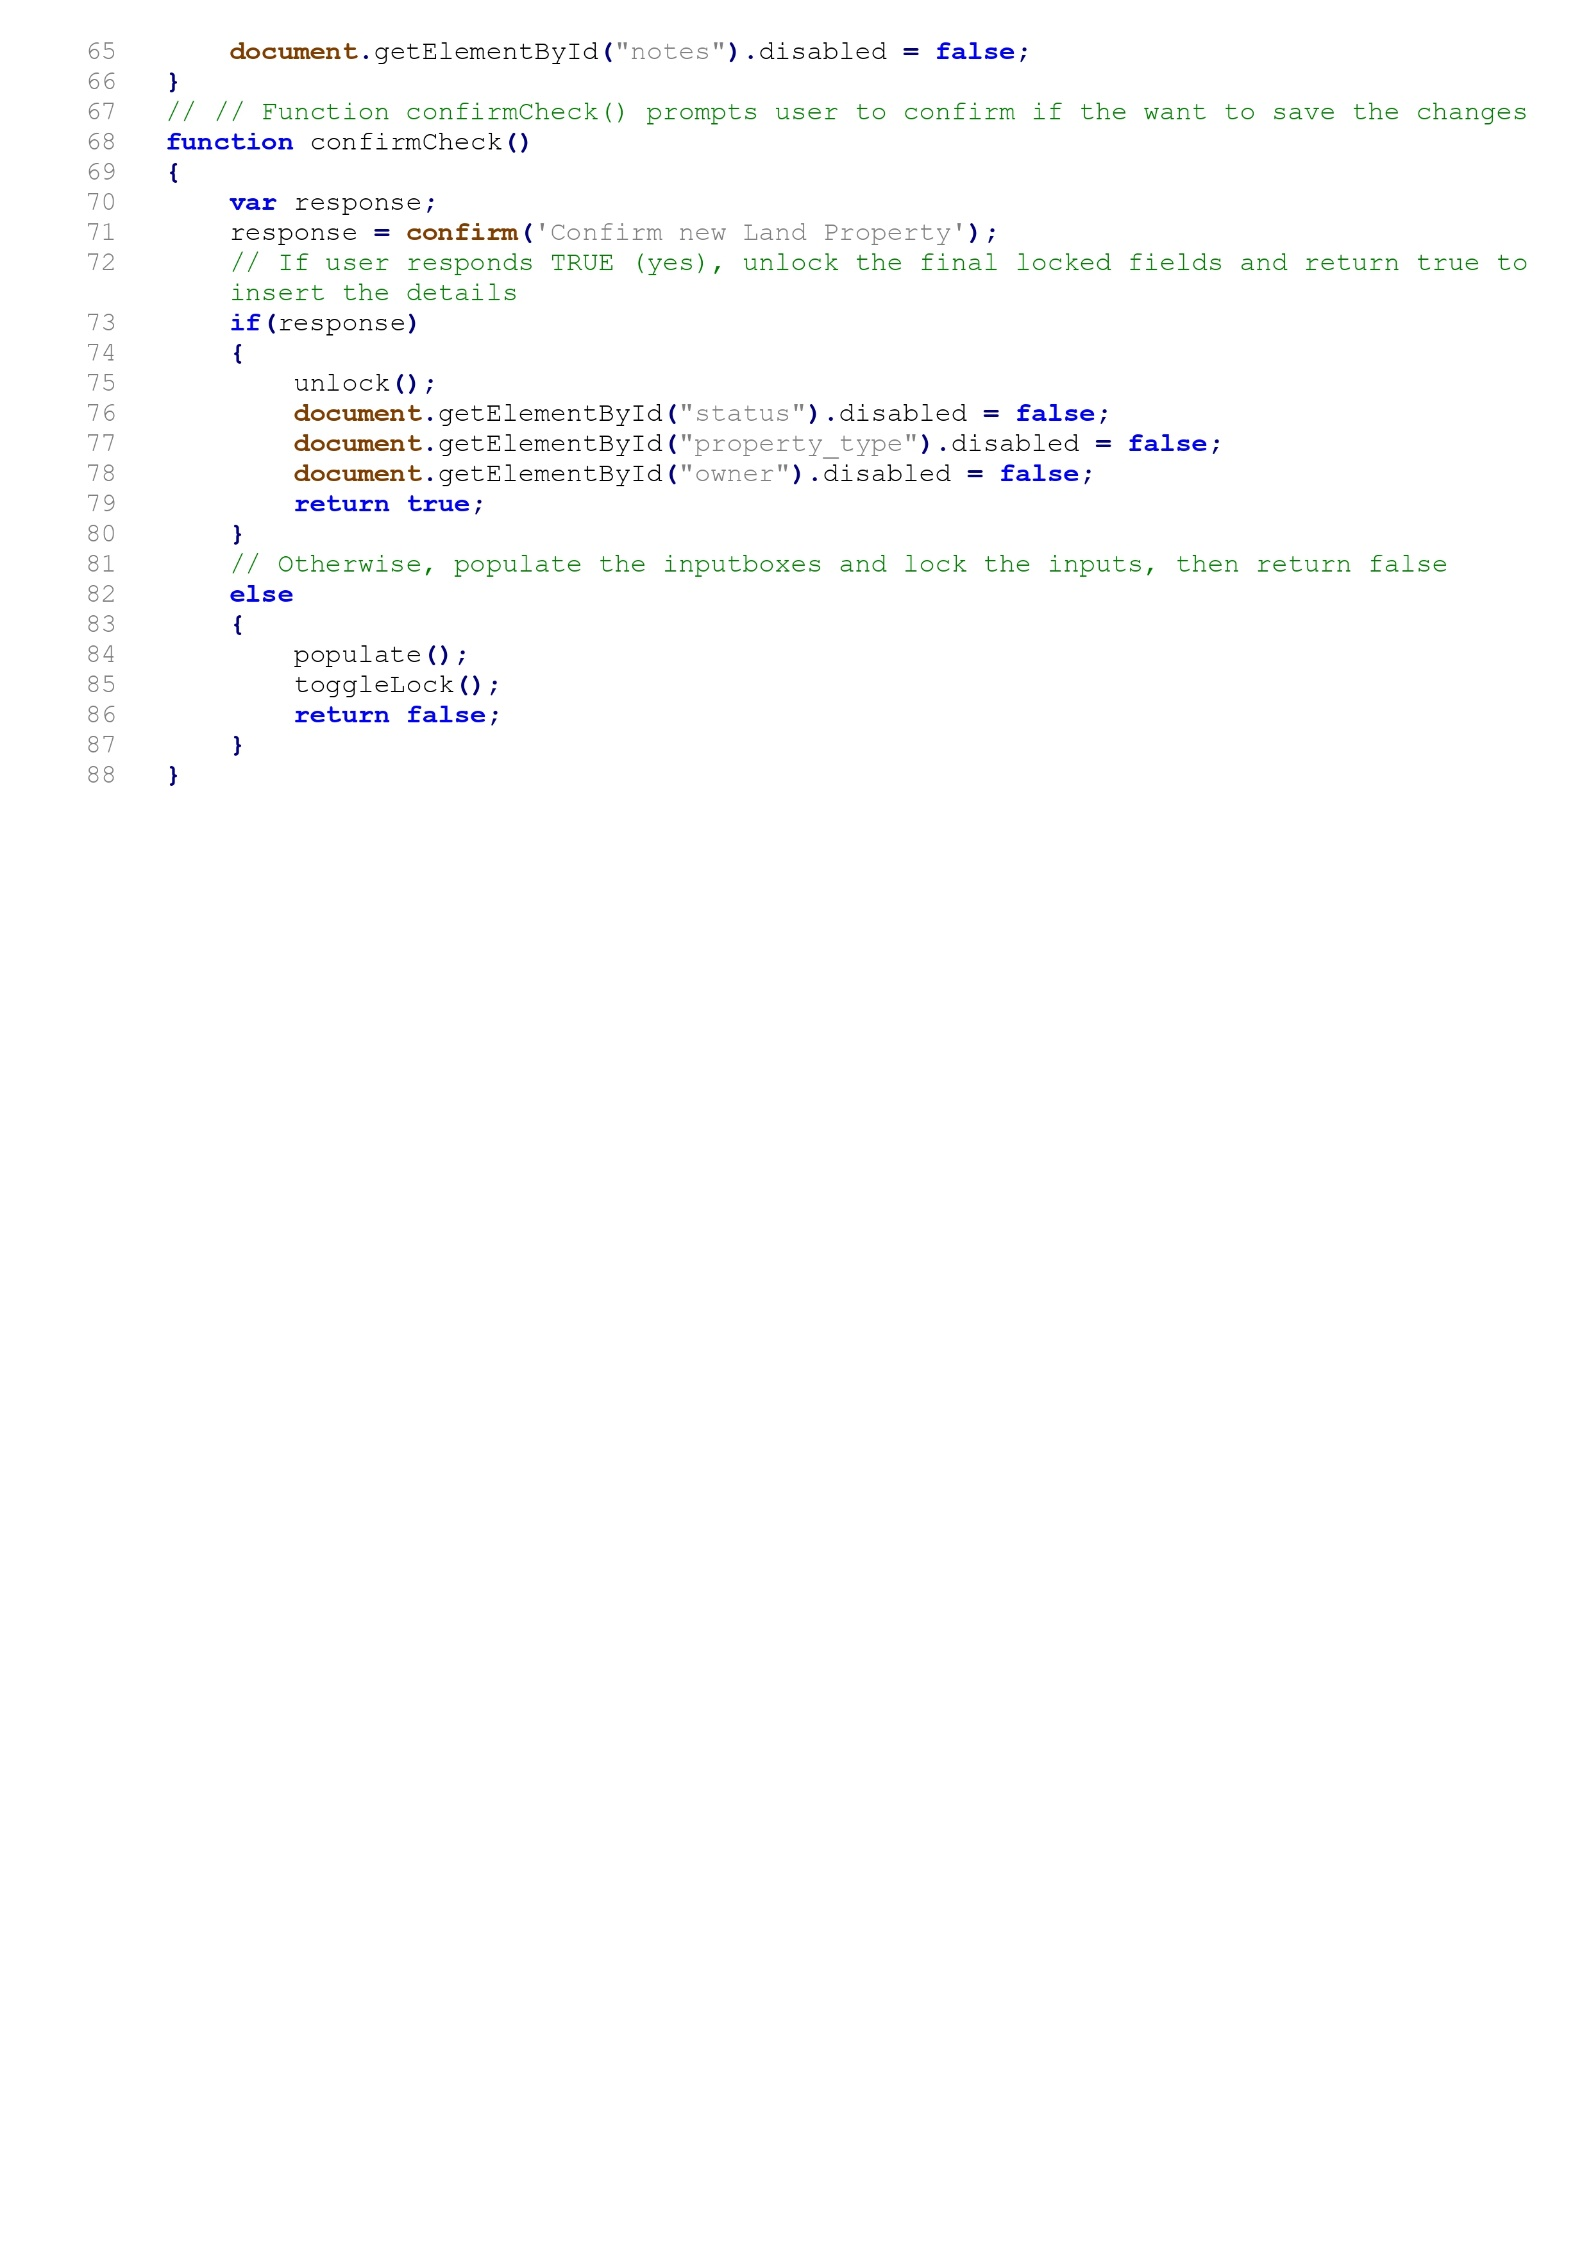 65 document.getElementById("notes").disabled = false;
66 }
67 // // Function confirmCheck() prompts user to confirm if the want to save the changes
68 function confirmCheck()
69 {
70 var response;
71 response = confirm('Confirm new Land Property');
72 // If user responds TRUE (yes), unlock the final locked fields and return true to
insert the details
73 if(response)
74 {
75 unlock();
76 document.getElementById("status").disabled = false;
77 document.getElementById("property_type").disabled = false;
78 document.getElementById("owner").disabled = false;
79 return true;
80 }
81 // Otherwise, populate the inputboxes and lock the inputs, then return false
82 else
83 {
84 populate();
85 toggleLock();
86 return false;
87 }
88 }